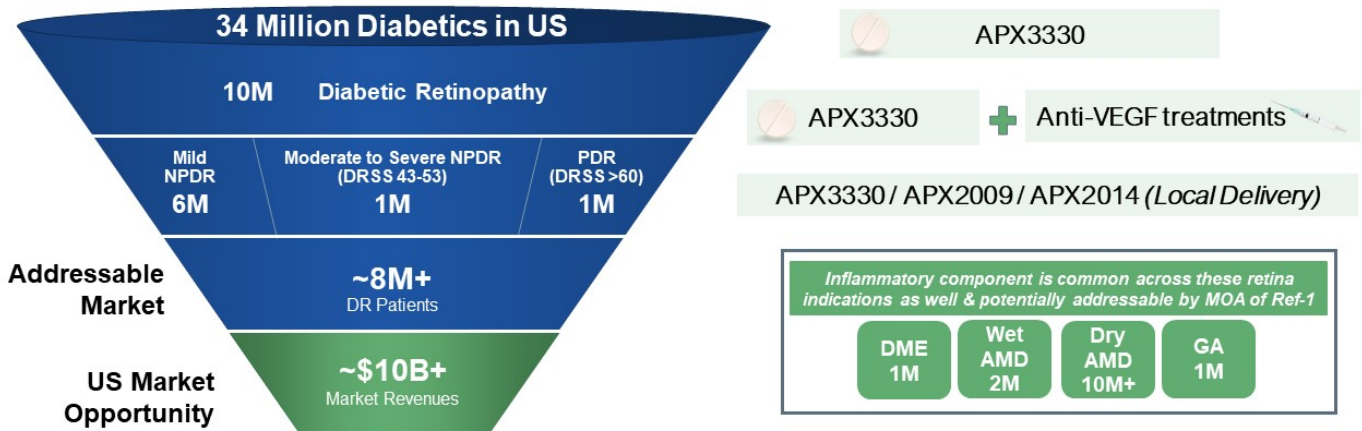 34 Million Diabetics in US
10M Diabetic Retinopathy
Mild
NPDR
6M
Moderate to Severe NPDR
(DRSS 43-53)
1M
PDR
(DRSS >60)
1M
Addressable
Market
~8M+
DR Patients
US Market
Opportunity
~$10B+
Market Revenues
APX3330
APX3330 + Anti-VEGF treatments
APX3330 / APX2009 / APX2014 (Local Delivery)
Inflammatory component is common across these retina
indications as well & potentially addressable by MOA of Ref-1
DME
1M
Wet
AMD
2M
Dry
AMD
10M+
GA
1M